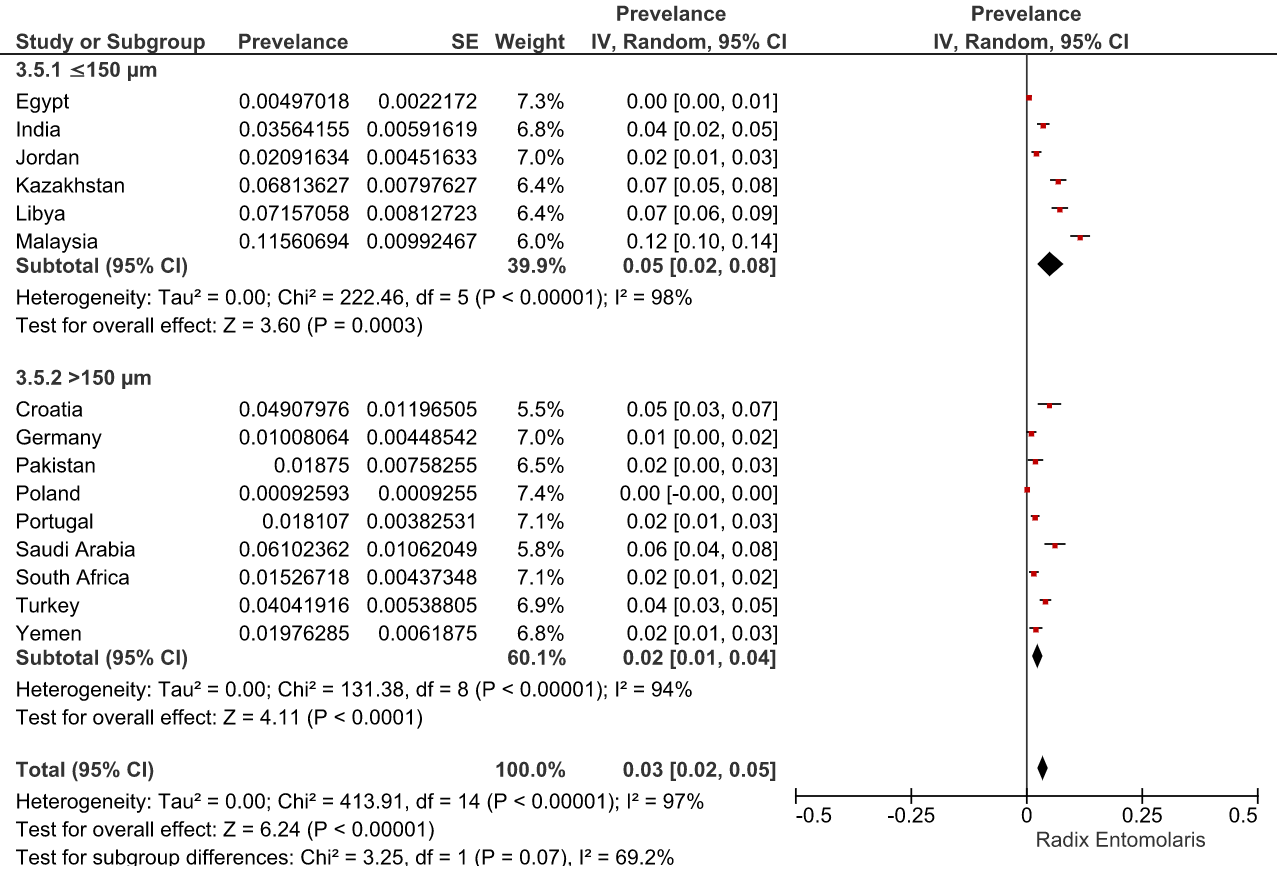 Prevelance Prevelance
Study or Subgroup Prevelance SE Weight IV, Random, 95% CI IV, Random, 95% CI
3.5.1 ≤150 µm
Egypt 0.00497018 0.0022172 7.3% 0.00 [0.00, 0.01]
India 0.03564155 0.00591619 6.8% 0.04 [0.02, 0.05]
Jordan 0.02091634 0.00451633 7.0% 0.02 [0.01, 0.03]
Kazakhstan 0.06813627 0.00797627 6.4% 0.07 [0.05, 0.08]
Libya 0.07157058 0.00812723 6.4% 0.07 [0.06, 0.09]
Malaysia 0.11560694 0.00992467 6.0% 0.12 [0.10, 0.14]
Subtotal (95% CI) 39.9% 0.05 [0.02, 0.08]
Heterogeneity: Tau² = 0.00; Chi² = 222.46, df = 5 (P < 0.00001); I² = 98%
Test for overall effect: Z = 3.60 (P = 0.0003)
3.5.2 >150 µm
Croatia 0.04907976 0.01196505 5.5% 0.05 [0.03, 0.07]
Germany 0.01008064 0.00448542 7.0% 0.01 [0.00, 0.02]
Pakistan 0.01875 0.00758255 6.5% 0.02 [0.00, 0.03]
Poland 0.00092593 0.0009255 7.4% 0.00 [-0.00, 0.00]
Portugal 0.018107 0.00382531 7.1% 0.02 [0.01, 0.03]
Saudi Arabia 0.06102362 0.01062049 5.8% 0.06 [0.04, 0.08]
South Africa 0.01526718 0.00437348 7.1% 0.02 [0.01, 0.02]
Turkey 0.04041916 0.00538805 6.9% 0.04 [0.03, 0.05]
Yemen 0.01976285 0.0061875 6.8% 0.02 [0.01, 0.03]
Subtotal (95% CI) 60.1% 0.02 [0.01, 0.04]
Heterogeneity: Tau² = 0.00; Chi² = 131.38, df = 8 (P < 0.00001); I² = 94%
Test for overall effect: Z = 4.11 (P < 0.0001)
Total (95% CI) 100.0% 0.03 [0.02, 0.05]
Heterogeneity: Tau² = 0.00; Chi² = 413.91, df = 14 (P < 0.00001); I² = 97%
Test for overall effect: Z = 6.24 (P < 0.00001)
Test for subgroup differences: Chi² = 3.25, df = 1 (P = 0.07), I² = 69.2%
-0.5 -0.25 0 0.25 0.5
Radix Entomolaris